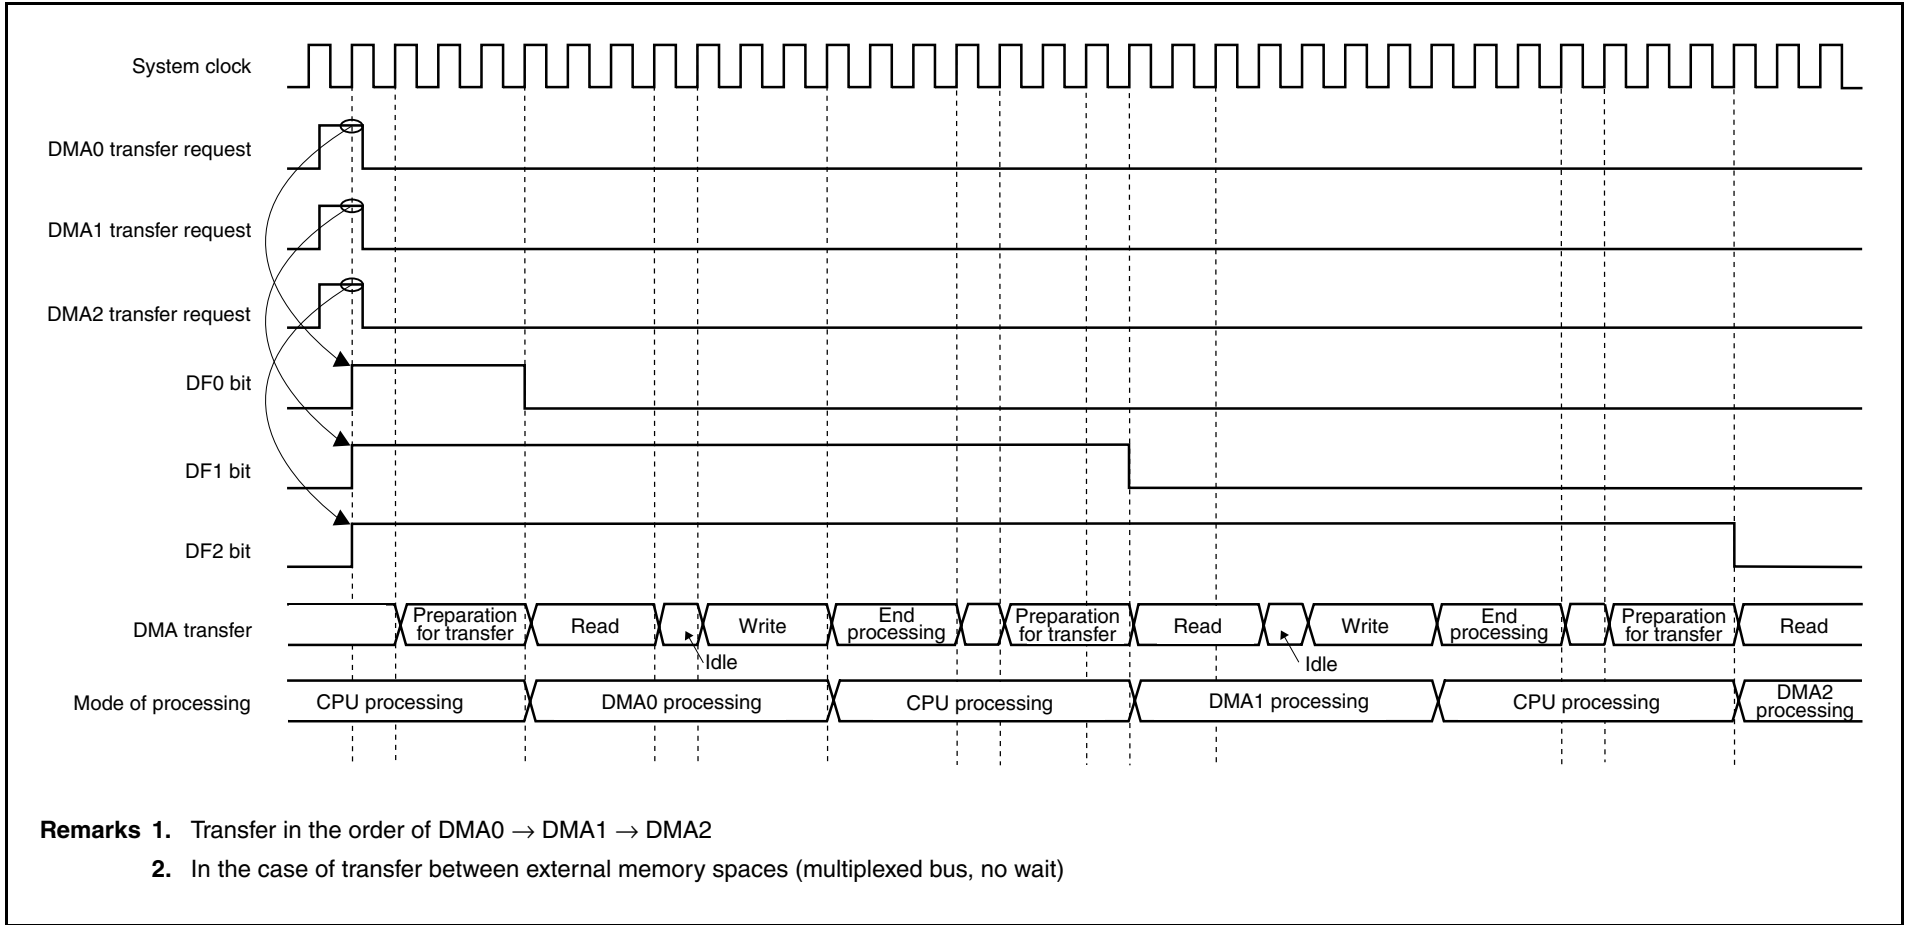 System clock
DMA0 transfer request
DMA1 transfer request
DMA2 transfer request
DF0 bit
DF1 bit
DF2 bit
DMA transfer
Preparation
for transfer
Read
Idle
Write
End
processing
Preparation
for transfer
Read
Idle
Write
End
processing
Preparation
for transfer
Read
Mode of processing
CPU processing
DMA0 processing
CPU processing
DMA1 processing
CPU processing
DMA2
processing
Remarks 1. Transfer in the order of DMA0 → DMA1 → DMA2
2. In the case of transfer between external memory spaces (multiplexed bus, no wait)